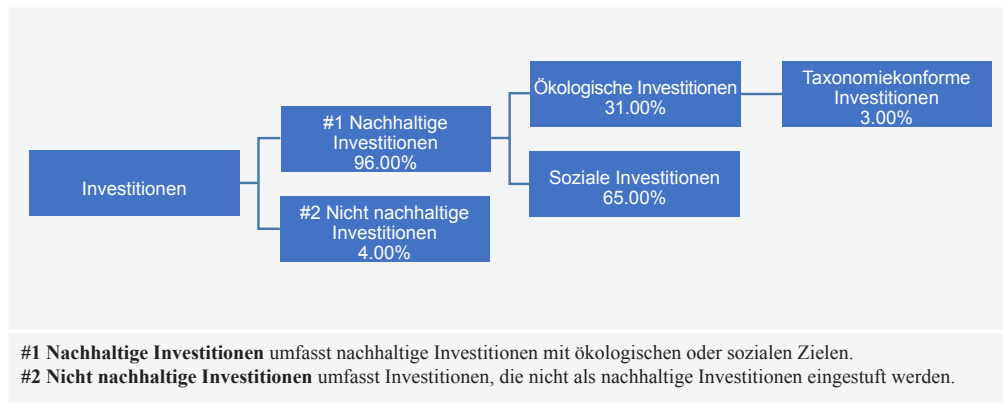 Investitionen
#1 Nachhaltige
Investitionen
96.00%
#2 Nicht nachhaltige
Investitionen
4.00%
Ökologische Investitionen
31.00%
Soziale Investitionen
65.00%
Taxonomiekonforme
Investitionen
3.00%
#1 Nachhaltige Investitionen umfasst nachhaltige Investitionen mit ökologischen oder sozialen Zielen.
#2 Nicht nachhaltige Investitionen umfasst Investitionen, die nicht als nachhaltige Investitionen eingestuft werden.